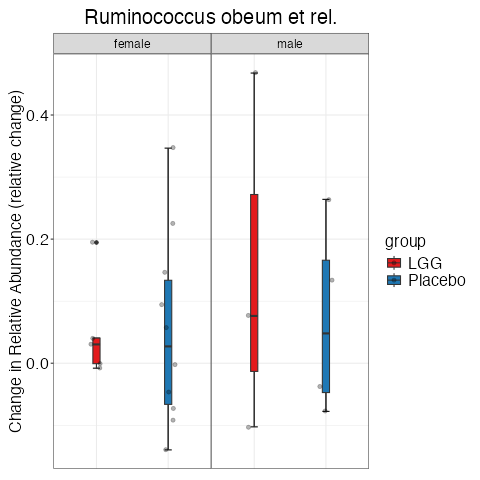 Ruminococcus obeum et rel.
female
male
Change in Relative Abundance (relative change)
0.4
0.2
0.0
group
LGG
Placebo